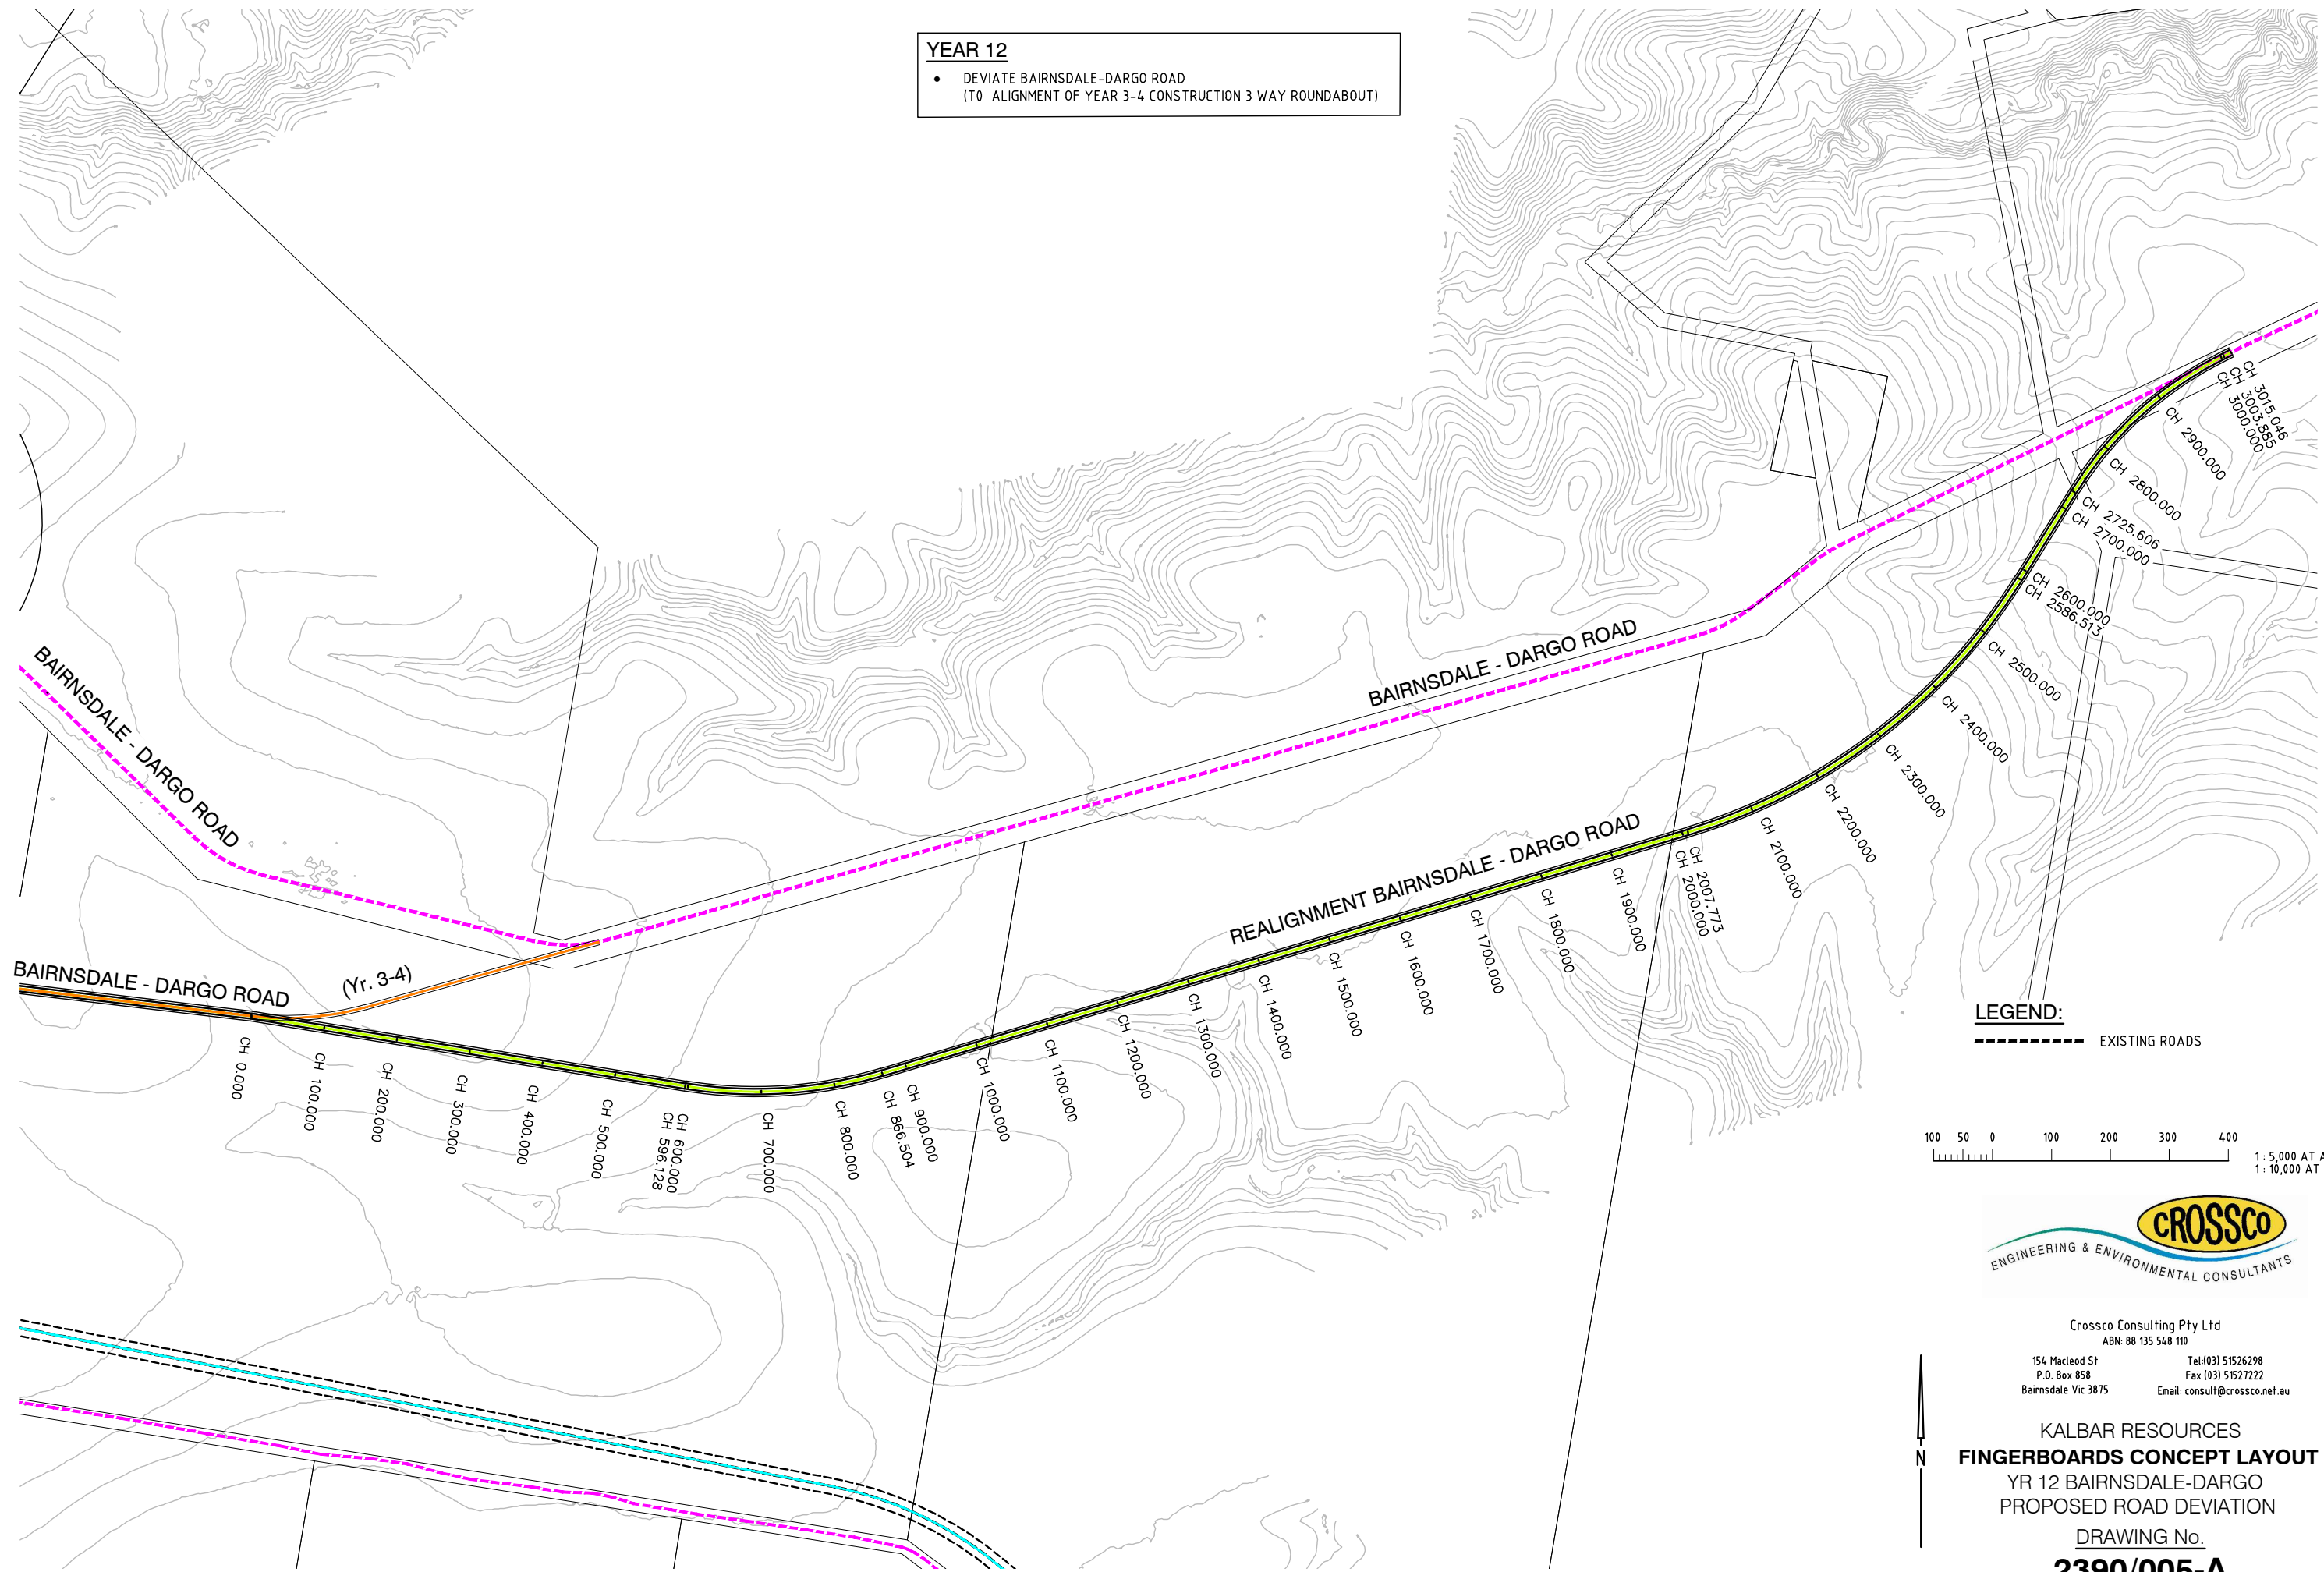 YEAR 12
• DEVIATE BAIRNSDALE-DARGO ROAD
(TO ALIGNMENT OF YEAR 3-4 CONSTRUCTION 3 WAY ROUNDABOUT)
BAIRNSDALE - DARGO ROAD
BAIRNSDALE - DARGO ROAD
(Yr. 3-4)
BAIRNSDALE - DARGO ROAD
REALIGNMENT BAIRNSDALE - DARGO ROAD
CH 0.000
CH 100.000
CH 200.000
CH 300.000
CH 400.000
CH 500.000
CH 596.128
CH 600.000
CH 700.000
CH 800.000
CH 866.504
CH 900.000
CH 1000.000
CH 1100.000
CH 1200.000
CH 1300.000
CH 1400.000
CH 1500.000
CH 1600.000
CH 1700.000
CH 1800.000
CH 1900.000
CH 2000.000
CH 2007.773
CH 2100.000
CH 2200.000
CH 2300.000
CH 2400.000
CH 2500.000
CH 2586.513
CH 2600.000
CH 2700.000
CH 2725.606
CH 2800.000
CH 2900.000
CH 3000.000
CH 3003.885
CH 3015.046
LEGEND:
EXISTING ROADS
100 50 0 100 200 300 400
1 : 5,000 AT A
1 : 10,000 AT
CROSSCO
ENGINEERING & ENVIRONMENTAL CONSULTANTS
Crossco Consulting Pty Ltd
ABN: 88 135 548 110
154 Macleod St Tel:(03) 51526298
P.O. Box 858 Fax (03) 51527222
Bairnsdale Vic 3875 Email: consult@crossco.net.au
N
KALBAR RESOURCES
FINGERBOARDS CONCEPT LAYOUT
YR 12 BAIRNSDALE-DARGO
PROPOSED ROAD DEVIATION
DRAWING No.
2390/005-A